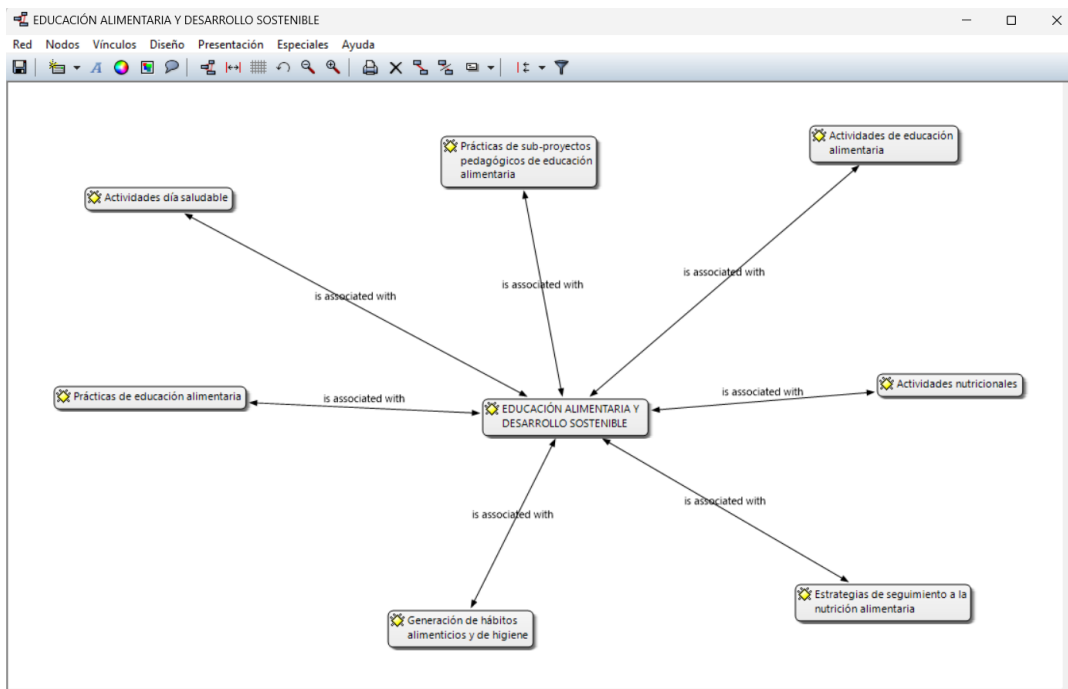 EDUCACIÓN ALIMENTARIA Y DESARROLLO SOSTENIBLE
Red Nodos Vínculos Diseño Presentación Especiales Ayuda
Actividades de educación
alimentaria
Prácticas de sub-proyectos
pedagógicos de educación
alimentaria
Actividades día saludable
is associated with
is associated with
is associated with
Actividades nutricionales
Prácticas de educación alimentaria
is associated with
is associated with
EDUCACIÓN ALIMENTARIA Y
DESARROLLO SOSTENIBLE
is associated with
is associated with
Estrategias de seguimiento a la
nutrición alimentaria
Generación de hábitos
alimenticios y de higiene